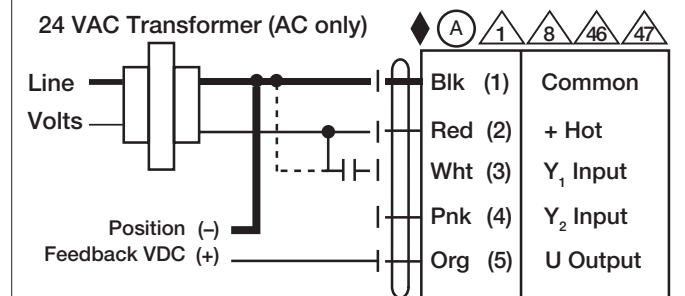 24 VAC Transformer (AC only)
A 1 8 46 47
Line
Volts
Blk (1) Common
Red (2) + Hot
Wht (3) Y1 Input
Pnk (4) Y2 Input
Position (–)
Feedback VDC (+)
Org (5) U Output